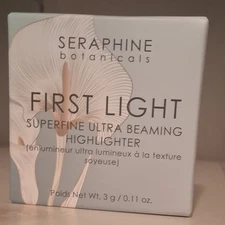 SERAPHINE
botanicals
FIRST LIGHT
SUPERFINE ULTRA BEAMING
HIGHLIGHTER
(enlumineur ultra lumineux à la texture
soyeuse)
Poids Net Wt. 3 g / 0.11 oz.